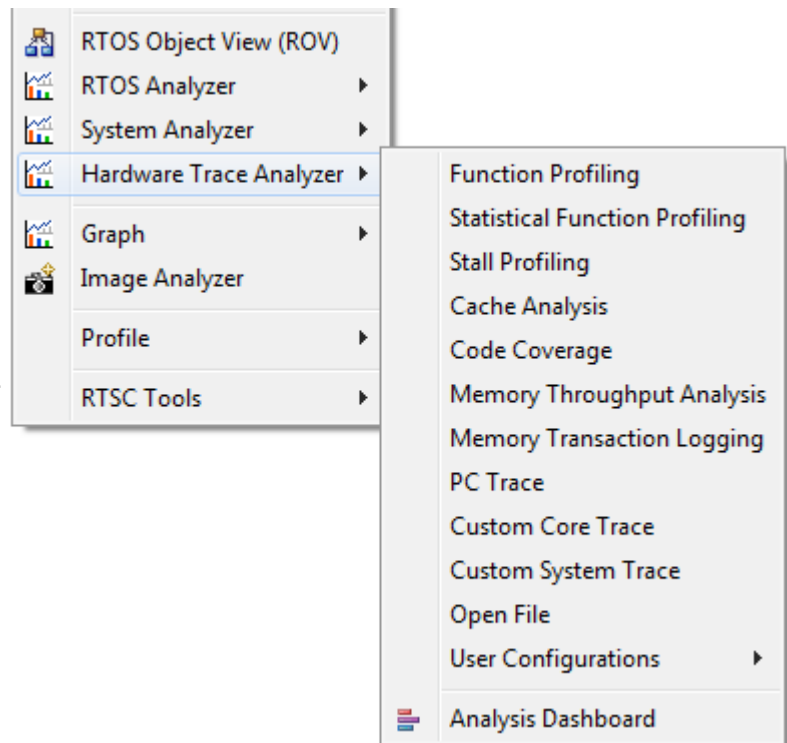 RTOS Object View (ROV)
RTOS Analyzer
System Analyzer
Hardware Trace Analyzer
Graph
Image Analyzer
Profile
RTSC Tools
Function Profiling
Statistical Function Profiling
Stall Profiling
Cache Analysis
Code Coverage
Memory Throughput Analysis
Memory Transaction Logging
PC Trace
Custom Core Trace
Custom System Trace
Open File
User Configurations
Analysis Dashboard